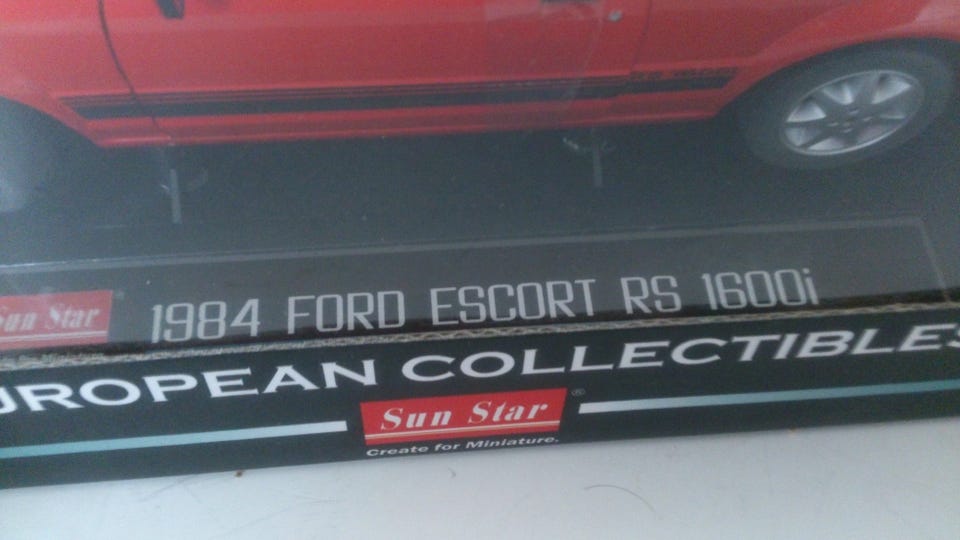 Sun Star
1984 FORD ESCORT RS 1600i
UROPEAN COLLECTIBLES
Sun Star ®
Create for Miniature.